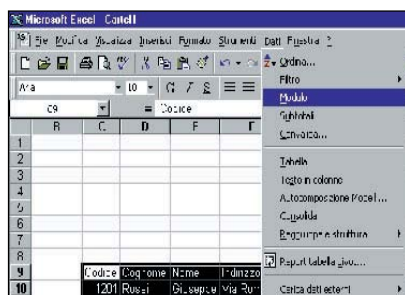 Microsoft Excel - Cartel1
File Modifica Visualizza Inserisci Formato Strumenti Dati Finestra ?
Arial 10 G C S
C9 = Codice
B C D E F
1
2
3
4
5
6
7
8
9 Codice Cognome Nome Indirizzo
10 1201 Rossi Giuseppe Via
Ordina...
Filtro
Modulo
Subtotali
Convalida...
Tabella
Testo in colonne
Autocomposizione Modelli...
Consolida
Raggruppa e struttura
Report tabella pivot...
Carica dati esterni